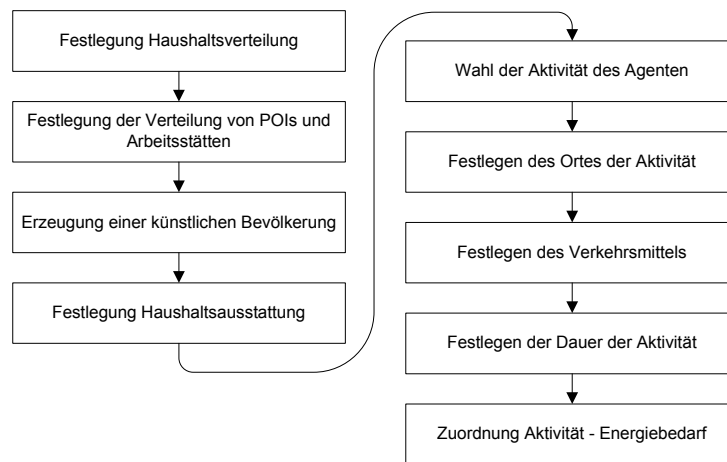 Festlegung Haushaltsverteilung
Festlegung der Verteilung von POIs und
Arbeitsstätten
Erzeugung einer künstlichen Bevölkerung
Festlegung Haushaltsausstattung
Wahl der Aktivität des Agenten
Festlegen des Ortes der Aktivität
Festlegen des Verkehrsmittels
Festlegen der Dauer der Aktivität
Zuordnung Aktivität - Energiebedarf